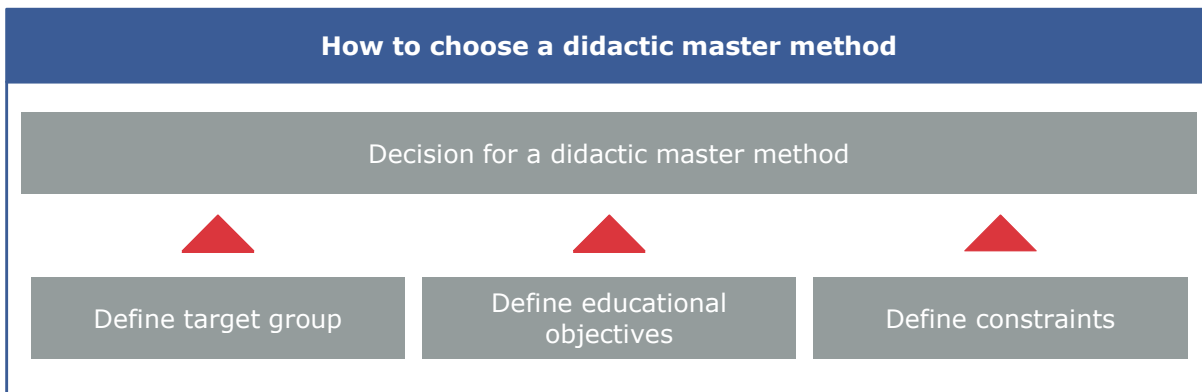 How to choose a didactic master method
Decision for a didactic master method
Define target group
Define educational
objectives
Define constraints